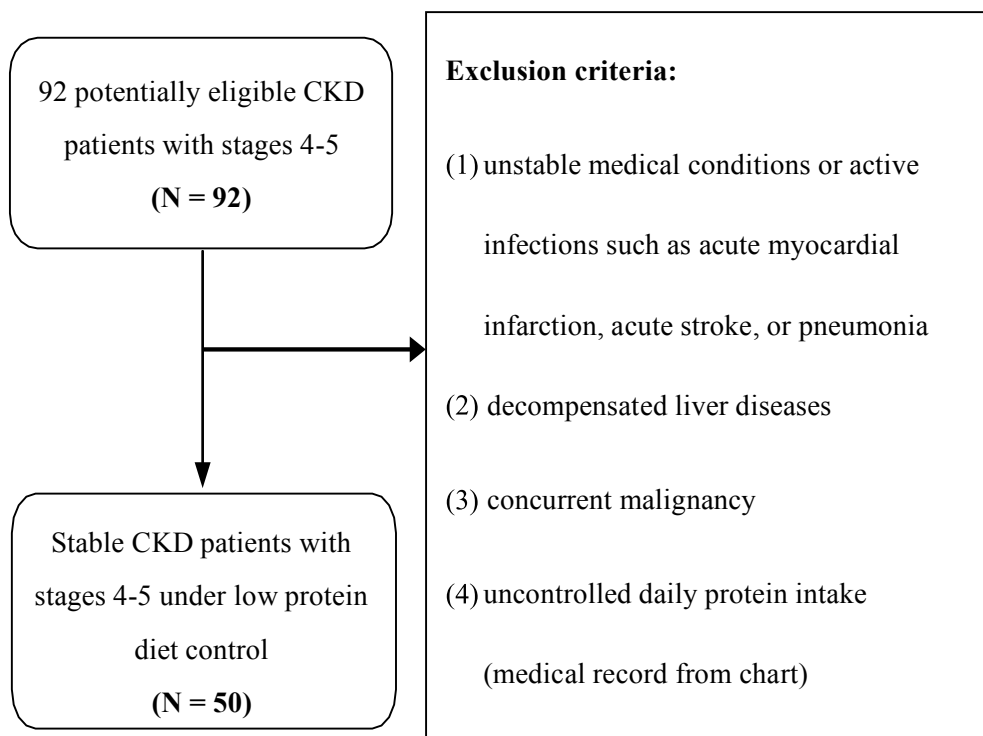 92 potentially eligible CKD
patients with stages 4-5
(N = 92)
Exclusion criteria:
(1) unstable medical conditions or active
infections such as acute myocardial
infarction, acute stroke, or pneumonia
(2) decompensated liver diseases
(3) concurrent malignancy
(4) uncontrolled daily protein intake
(medical record from chart)
Stable CKD patients with
stages 4-5 under low protein
diet control
(N = 50)